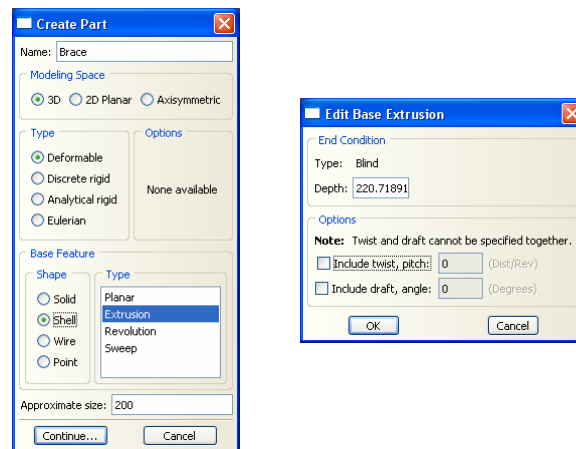 Create Part
Name: Brace
Modeling Space
3D 2D Planar Axisymmetric
Type
Deformable
Discrete rigid
Analytical rigid
Eulerian
Options
None available
Base Feature
Shape
Solid
Shell
Wire
Point
Type
Planar
Extrusion
Revolution
Sweep
Approximate size: 200
Continue... Cancel
Edit Base Extrusion
End Condition
Type: Blind
Depth: 220.71891
Options
Note: Twist and draft cannot be specified together.
Include twist, pitch: 0 (Dist/Rev)
Include draft, angle: 0 (Degrees)
OK Cancel